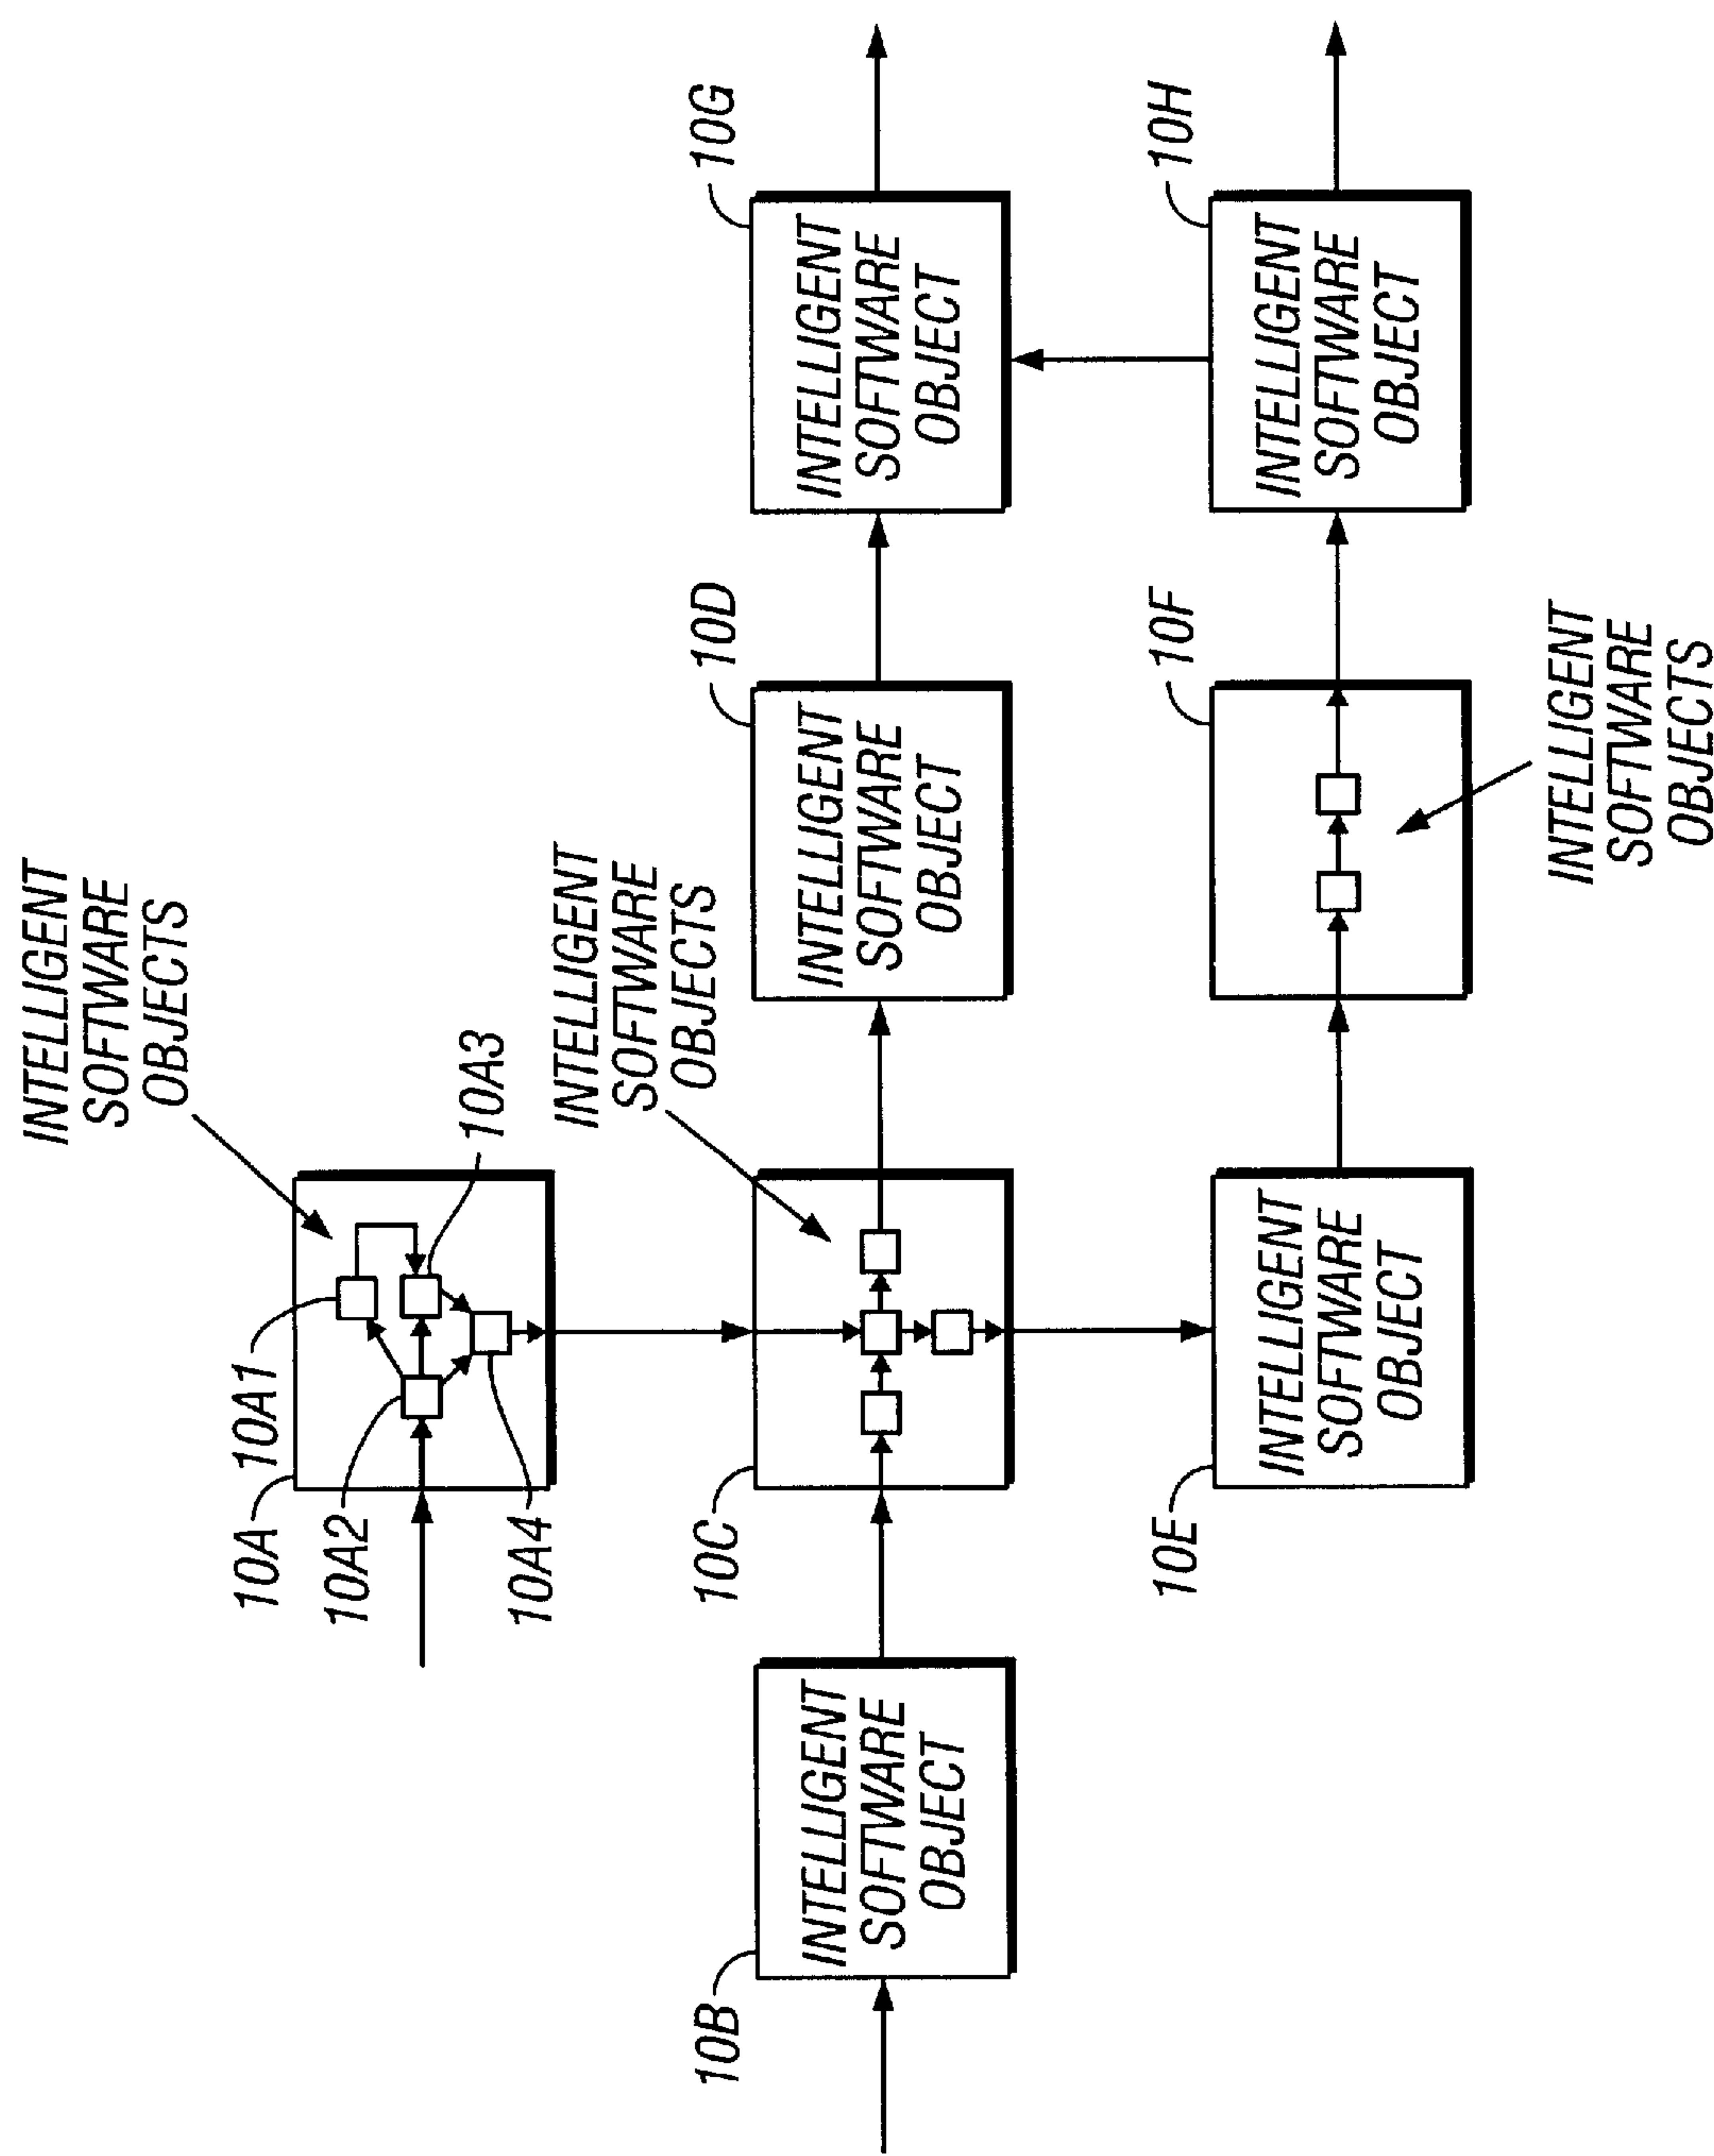 INTELLIGENT
SOFTWARE
OBJECTS
10A
10A1
10A2
10A3
10A4
INTELLIGENT
SOFTWARE
OBJECTS
10B
INTELLIGENT
SOFTWARE
OBJECT
10C
10D
INTELLIGENT
SOFTWARE
OBJECT
10G
INTELLIGENT
SOFTWARE
OBJECT
10E
INTELLIGENT
SOFTWARE
OBJECT
10F
INTELLIGENT
SOFTWARE
OBJECTS
10H
INTELLIGENT
SOFTWARE
OBJECT